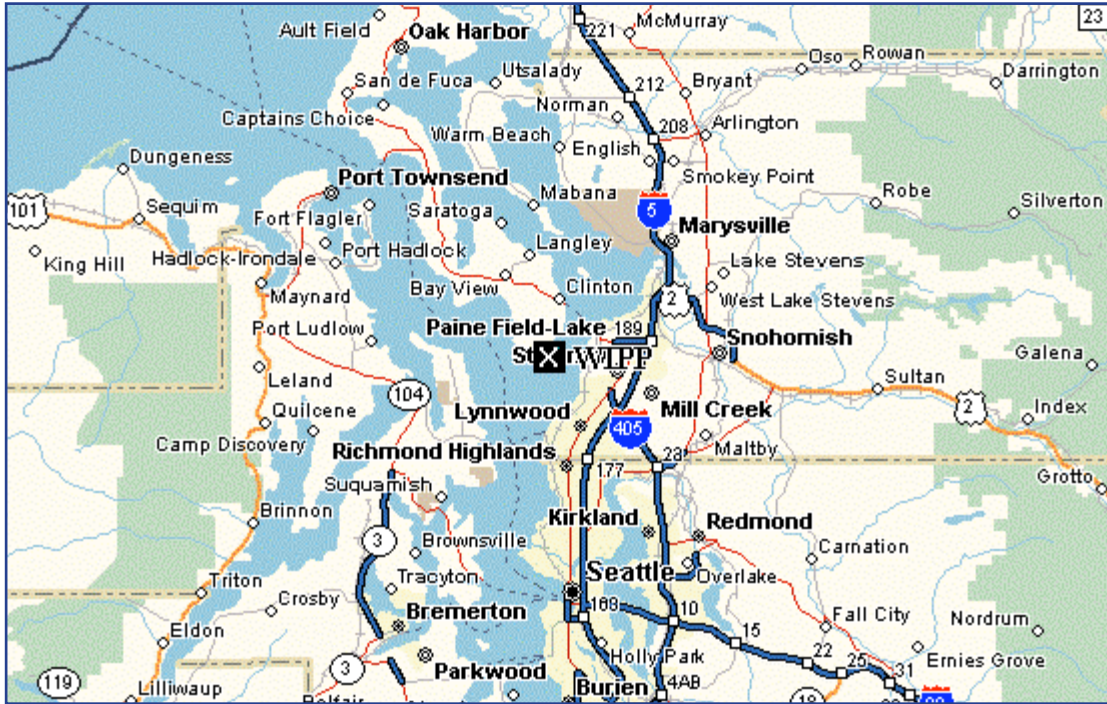 Ault Field
Oak Harbor
221
McMurray
23
San de Fuca
Utsalady
212
Bryant
Oso
Rowan
Darrington
Captains Choice
Norman
Warm Beach
208
Arlington
English
Dungeness
Smokey Point
Port Townsend
Mabana
Robe
101
Sequim
Fort Flagler
Saratoga
5
Silverton
Marysville
King Hill
Port Hadlock
Langley
Hadlock-Irondale
Lake Stevens
Maynard
Bay View
Clinton
2
West Lake Stevens
Port Ludlow
Paine Field-Lake
189
Snohomish
WIPP
Galena
Leland
104
Sultan
Quilcene
Lynnwood
Mill Creek
2
Index
Camp Discovery
405
Maltby
Richmond Highlands
177
23
Grotto
Suquamish
Brinnon
Kirkland
Redmond
3
Brownsville
Carnation
Triton
Tracyton
Seattle
Overlake
Crosby
168
10
Fall City
Nordrum
Bremerton
Eldon
15
Holly Park
22
Ernies Grove
3
Parkwood
25
119
31
Lilliwaup
Belfair
Burien
4AB
18